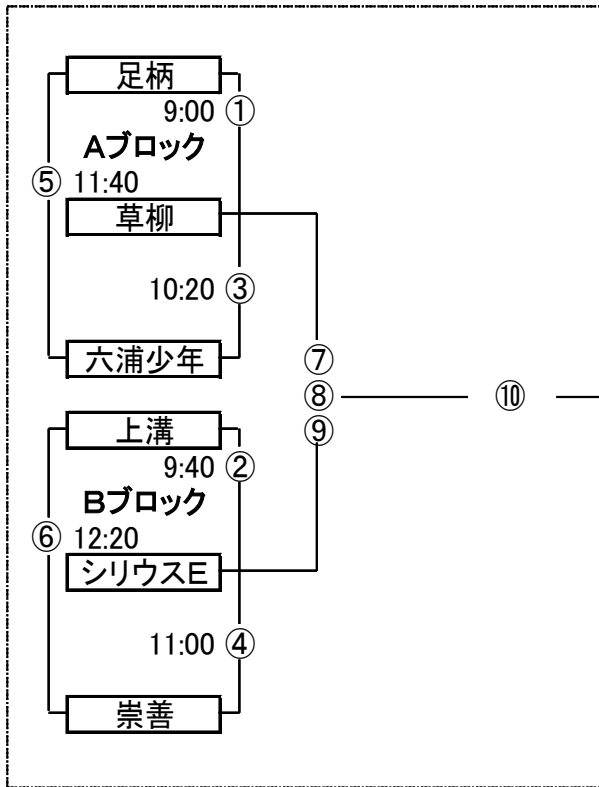 足柄
9:00 ①
Aブロック
⑤ 11:40
草柳
10:20 ③
六浦少年
⑦
⑧
⑨
⑩
上溝
9:40 ②
Bブロック
⑥ 12:20
シリウスE
11:00 ④
崇善